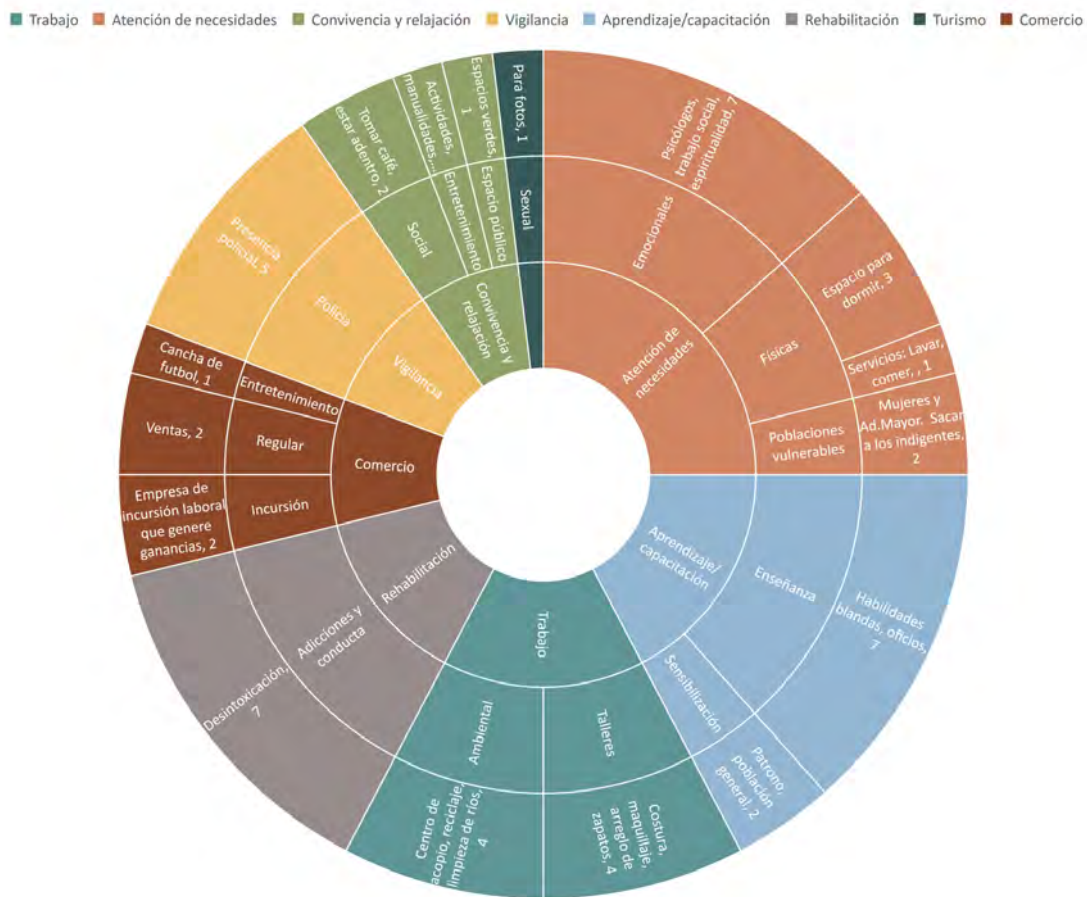 Trabajo Atención de necesidades Convivencia y relajación Vigilancia Aprendizaje/capacitación Rehabilitación Turismo Comercio
Psicólogos,
trabajo social,
espiritualidad, 7
Emocionales
Atención de
necesidades
Espacio para
dormir, 3
Físicas
Servicios: Lavar,
comer, , 1
Mujeres y
Ad.Mayor. Sacar
a los indigentes,
2
Poblaciones
vulnerables
Habilidades
blandas, oficios,
7
Enseñanza
Aprendizaje/
capacitación
Sensibilización
Patrono,
población
general, 2
Trabajo
Talleres
Costura,
maquillaje,
arreglo de
zapatos, 4
Ambiental
Centro de
acopio, reciclaje,
limpieza de ríos,
4
Rehabilitación
Adicciones y
conducta
Desintoxicación,
7
Comercio
Incursión
Empresa de
incursión laboral
que genere
ganancias, 2
Regular
Ventas, 2
Entretenimiento
Cancha de
futbol, 1
Vigilancia
Policía
Presencia
policial, 5
Convivencia y
relajación
Social
Tomar café,
estar adentro, 2
Entretenimiento
Actividades,
manualidades,...
Espacio público
Espacios verdes,
1
Sexual
Para fotos, 1